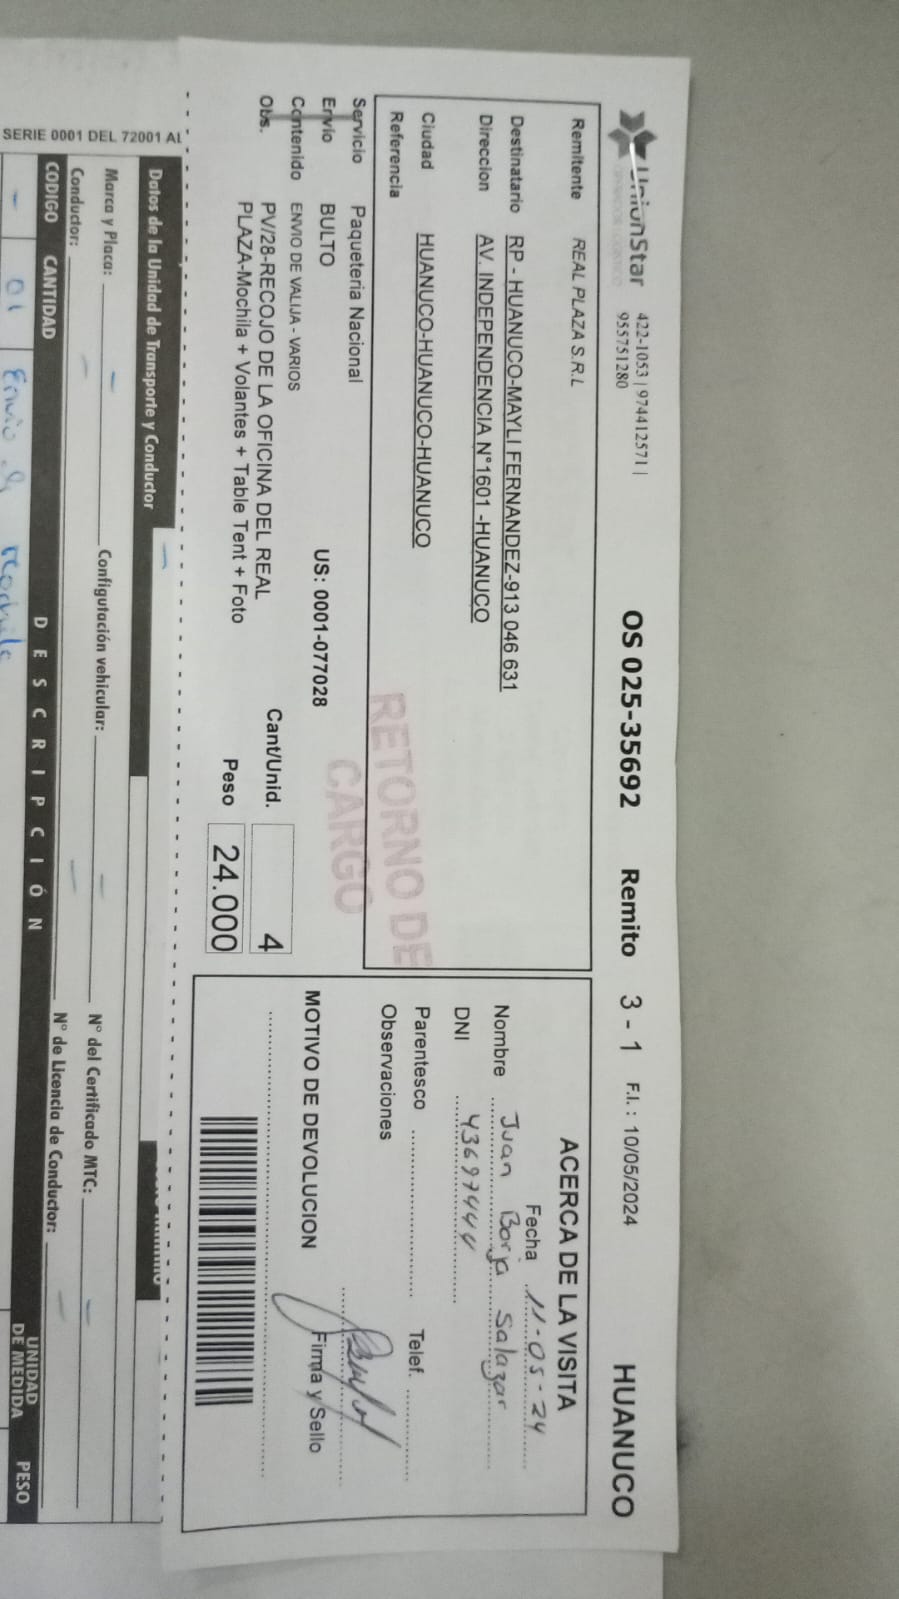 UnionStar
422-1053 | 974412571 |
955751280
OS 025-35692 Remito 3 - 1 F.I. : 10/05/2024 HUANUCO
Remitente REAL PLAZA S.R.L
Destinatario RP - HUANUCO-MAYLI FERNANDEZ-913 046 631
Direccion AV. INDEPENDENCIA N°1601 -HUANUCO
Ciudad HUANUCO-HUANUCO-HUANUCO
Referencia
RETORNO DE
CARGO
Servicio Paqueteria Nacional
Envio BULTO US: 0001-077028
Contenido ENVIO DE VALIJA - VARIOS
Obs. PV/28-RECOJO DE LA OFICINA DEL REAL
PLAZA-Mochila + Volantes + Table Tent + Foto
Cant/Unid. 4
Peso 24.000
ACERCA DE LA VISITA
Fecha 11-05-24
Nombre Juan Borja Salazar
DNI 43697444
Parentesco Telef.
Observaciones
MOTIVO DE DEVOLUCION Firma y Sello
SERIE 0001 DEL 72001 AL
Datos de la Unidad de Transporte y Conductor
Marca y Placa: Configutación vehicular: N° del Certificado MTC:
Conductor: N° de Licencia de Conductor:
CODIGO CANTIDAD DESCRIPCIÓN UNIDAD DE MEDIDA PESO
01 Envio de Mochila